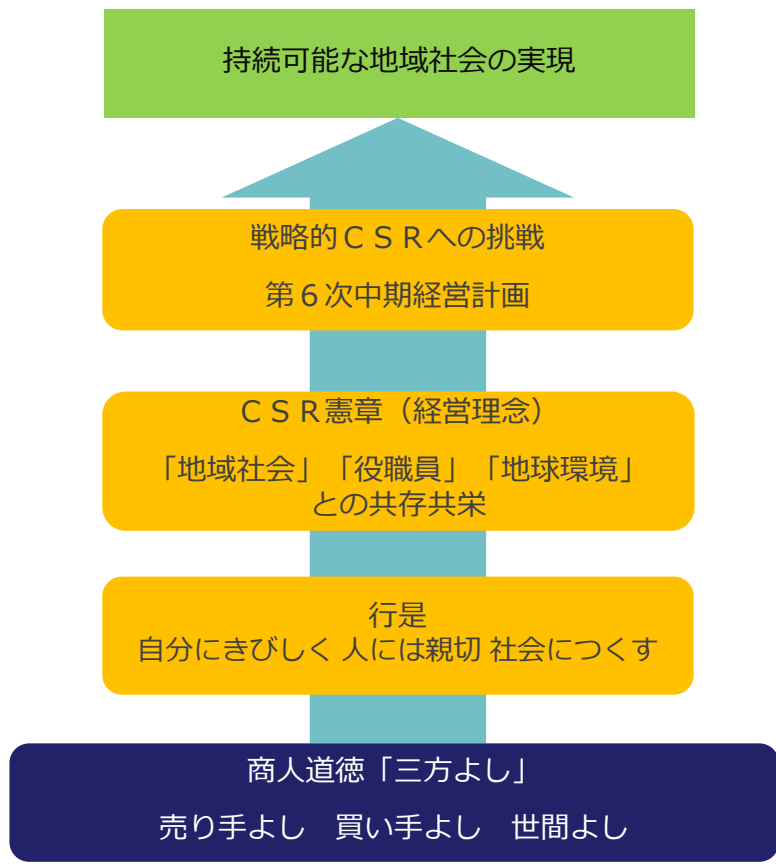 持続可能な地域社会の実現
戦略的ＣＳＲへの挑戦
第６次中期経営計画
ＣＳＲ憲章（経営理念）
「地域社会」「役職員」「地球環境」
との共存共栄
行是
自分にきびしく 人には親切 社会につくす
商人道徳「三方よし」
売り手よし　買い手よし　世間よし